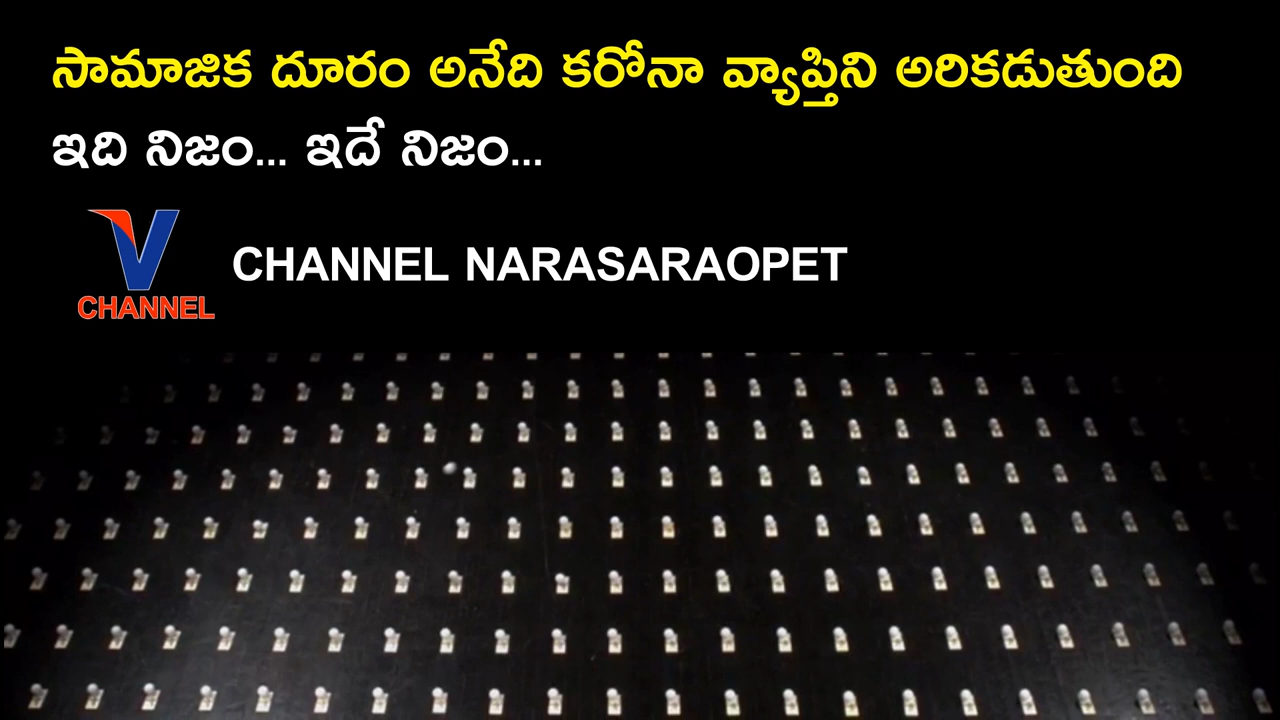 సామాజిక దూరం అనేది కరోనా వ్యాప్తిని అరికడుతుంది
ఇది నిజం... ఇదే నిజం...
V
CHANNEL
CHANNEL NARASARAOPET